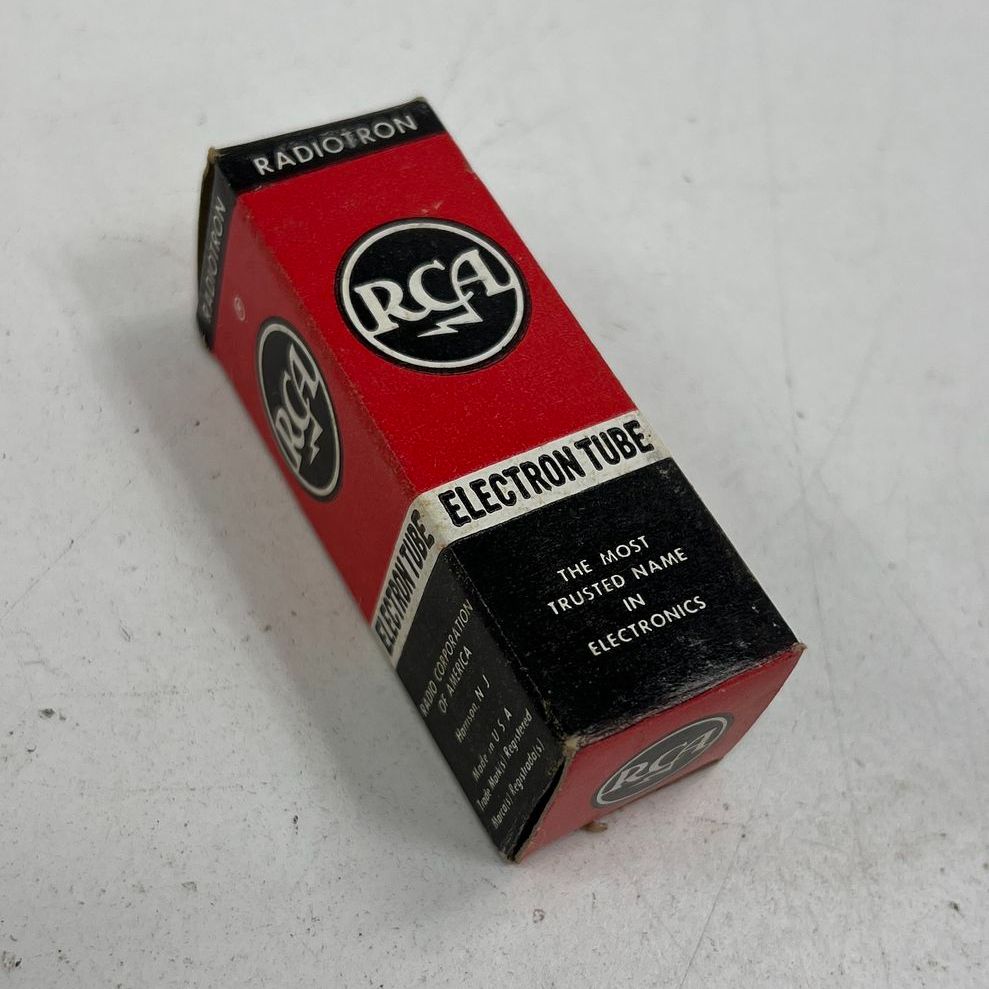 RADIOTRON
RCA
ELECTRON TUBE
THE MOST
TRUSTED NAME
IN
ELECTRONICS
RADIOTRON
®
RCA
ELECTRON TUBE
RADIO CORPORATION
OF AMERICA
Harrison, N J
Made in U S A
Trade Mark(s) Registered
Marca(s) Registrada(s)
RCA